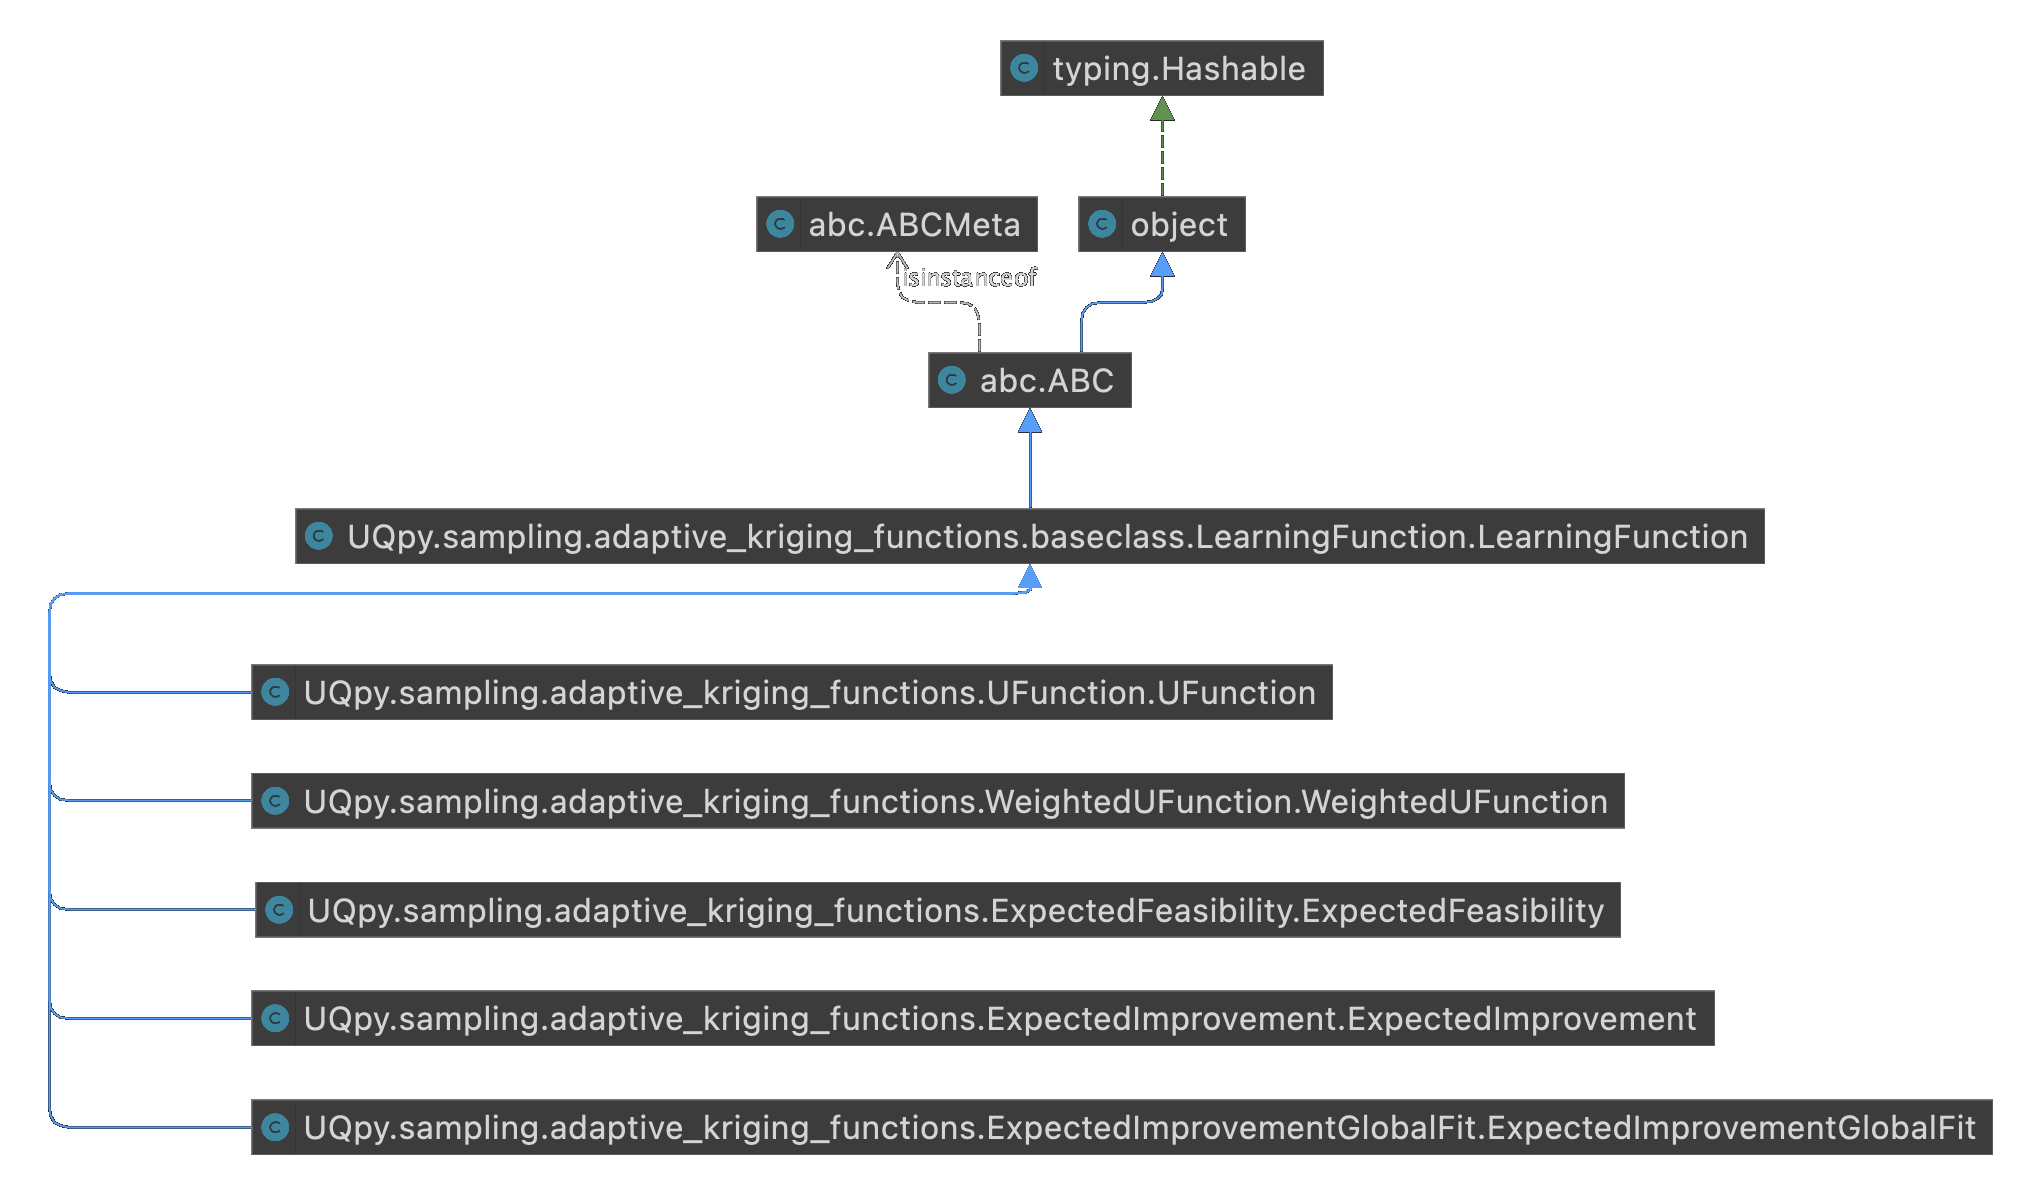 typing.Hashable
abc.ABCMeta
object
isinstanceof
abc.ABC
UQpy.sampling.adaptive_kriging_functions.baseclass.LearningFunction.LearningFunction
UQpy.sampling.adaptive_kriging_functions.UFunction.UFunction
UQpy.sampling.adaptive_kriging_functions.WeightedUFunction.WeightedUFunction
UQpy.sampling.adaptive_kriging_functions.ExpectedFeasibility.ExpectedFeasibility
UQpy.sampling.adaptive_kriging_functions.ExpectedImprovement.ExpectedImprovement
UQpy.sampling.adaptive_kriging_functions.ExpectedImprovementGlobalFit.ExpectedImprovementGlobalFit